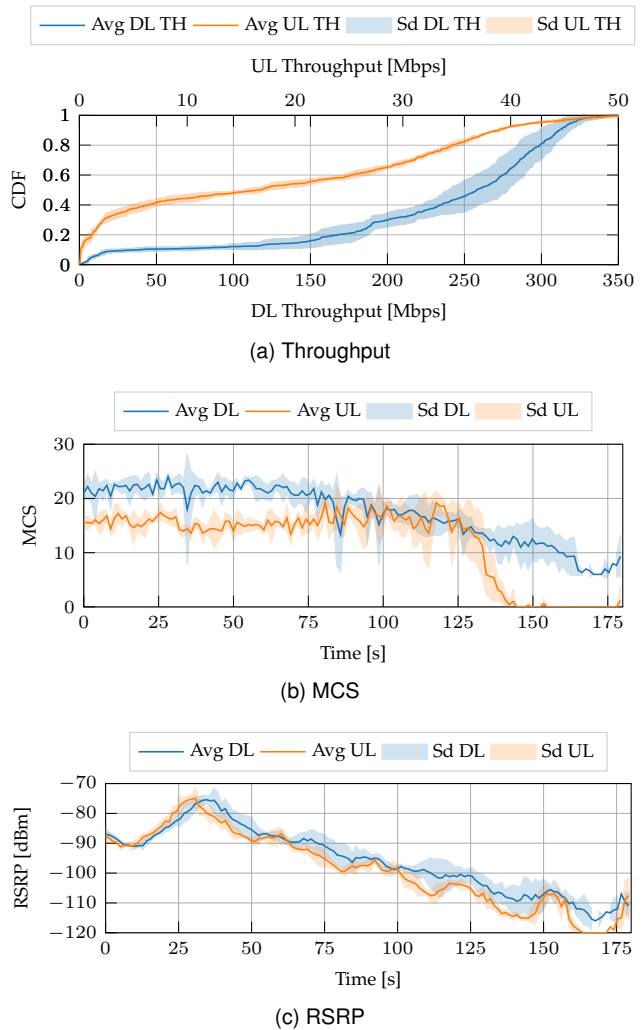 Avg DL TH Avg UL TH Sd DL TH Sd UL TH
UL Throughput [Mbps]
0 10 20 30 40 50
1
0.8
0.6
0.4
0.2
0
CDF
0 50 100 150 200 250 300 350
DL Throughput [Mbps]
(a) Throughput
Avg DL Avg UL Sd DL Sd UL
30
20
10
0
MCS
0 25 50 75 100 125 150 175
Time [s]
(b) MCS
Avg DL Avg UL Sd DL Sd UL
−70
−80
−90
−100
−110
−120
RSRP [dBm]
0 25 50 75 100 125 150 175
Time [s]
(c) RSRP